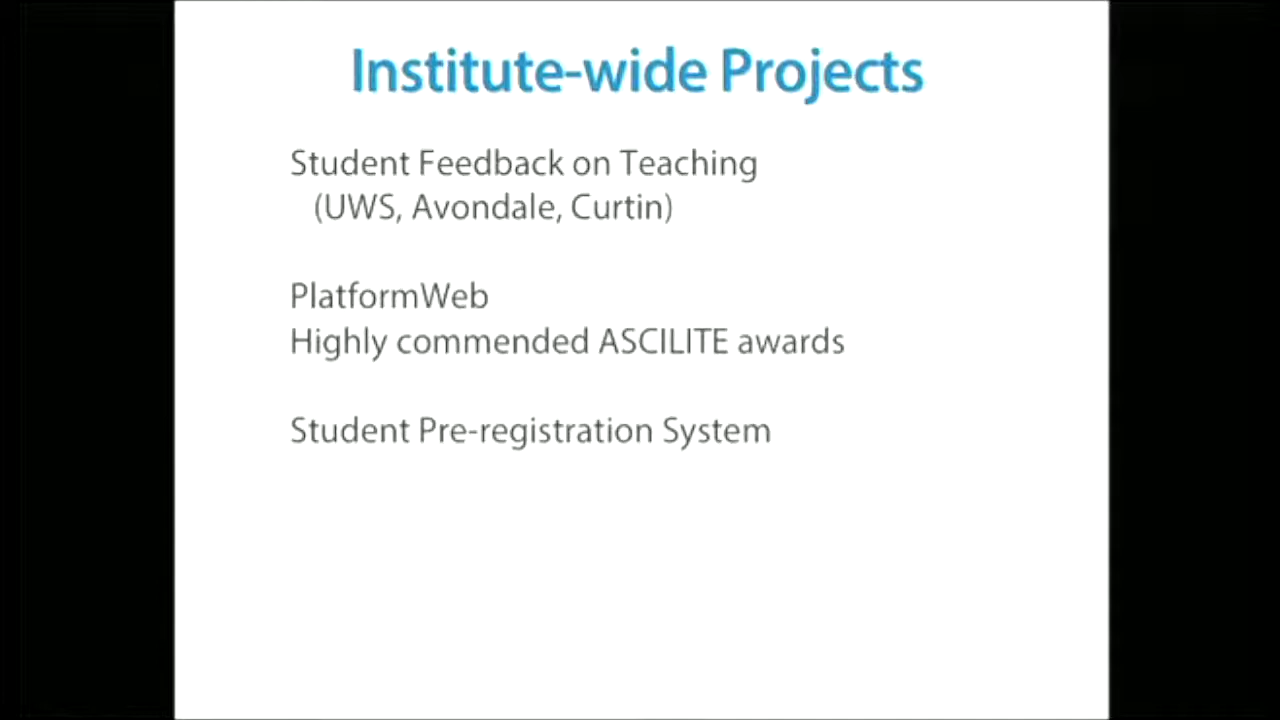 Institute-wide Projects
Student Feedback on Teaching
(UWS, Avondale, Curtin)
PlatformWeb
Highly commended ASCILITE awards
Student Pre-registration System